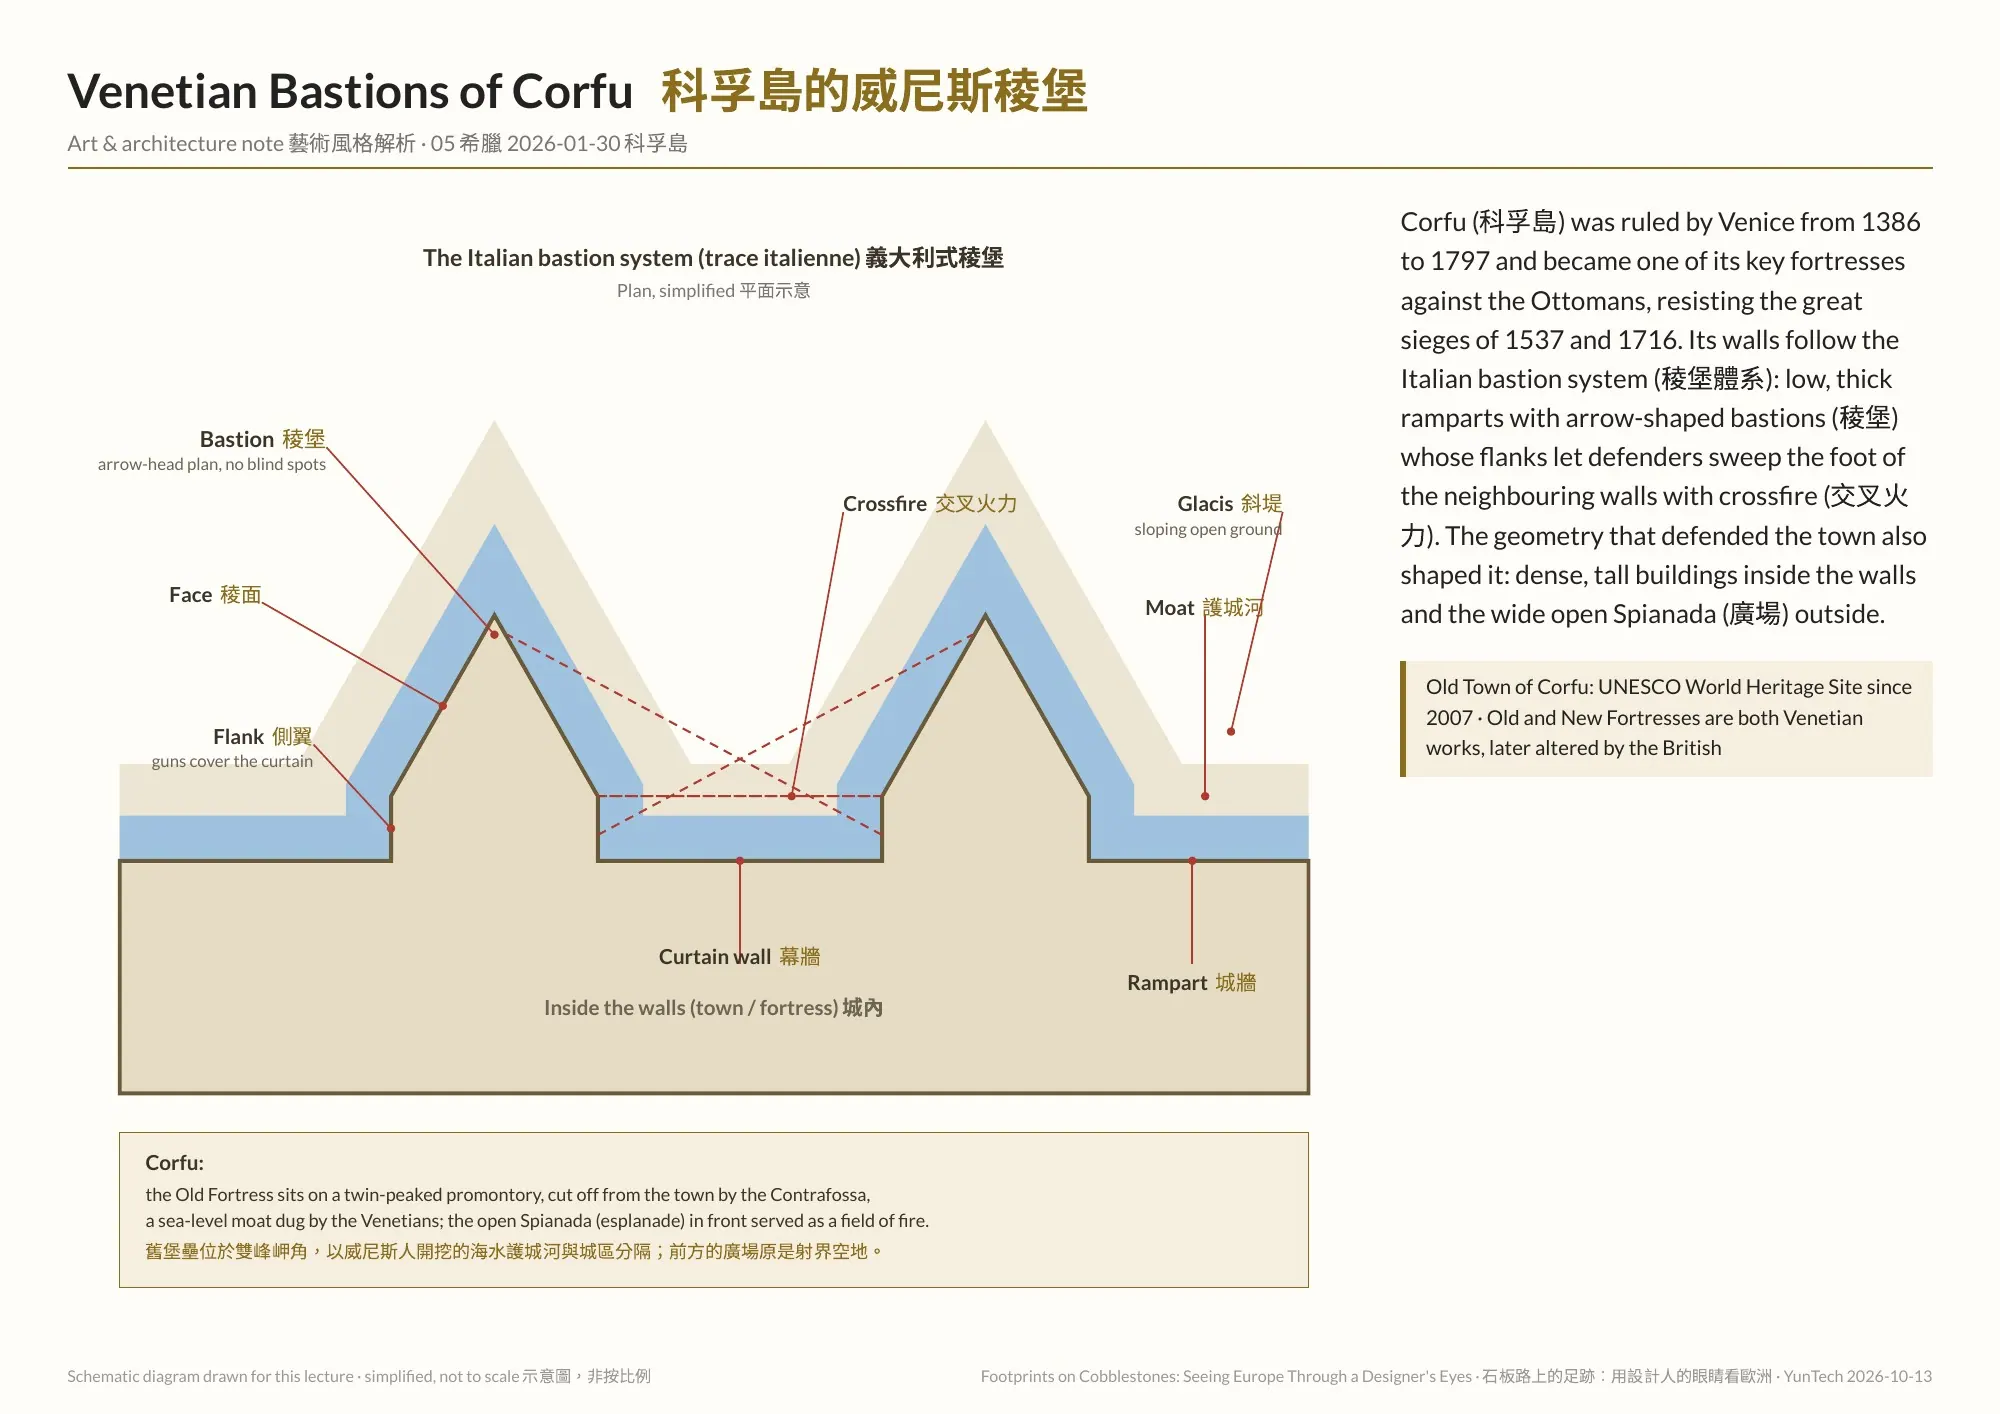 Venetian Bastions of Corfu 科孚島的威尼斯稜堡
Art & architecture note 藝術風格解析 · 05 希臘 2026-01-30 科孚島
The Italian bastion system (trace italienne) 義大利式稜堡
Plan, simplified 平面示意
Bastion 稜堡
arrow-head plan, no blind spots
Crossfire 交叉火力
Glacis 斜堤
sloping open ground
Face 稜面
Moat 護城河
Flank 側翼
guns cover the curtain
Curtain wall 幕牆
Rampart 城牆
Inside the walls (town / fortress) 城內
Corfu (科孚島) was ruled by Venice from 1386
to 1797 and became one of its key fortresses
against the Ottomans, resisting the great
sieges of 1537 and 1716. Its walls follow the
Italian bastion system (稜堡體系): low, thick
ramparts with arrow-shaped bastions (稜堡)
whose flanks let defenders sweep the foot of
the neighbouring walls with crossfire (交叉火
力). The geometry that defended the town also
shaped it: dense, tall buildings inside the walls
and the wide open Spianada (廣場) outside.
Old Town of Corfu: UNESCO World Heritage Site since
2007 · Old and New Fortresses are both Venetian
works, later altered by the British
Corfu:
the Old Fortress sits on a twin-peaked promontory, cut off from the town by the Contrafossa,
a sea-level moat dug by the Venetians; the open Spianada (esplanade) in front served as a field of fire.
舊堡壘位於雙峰岬角，以威尼斯人開挖的海水護城河與城區分隔；前方的廣場原是射界空地。
Schematic diagram drawn for this lecture · simplified, not to scale 示意圖，非按比例
Footprints on Cobblestones: Seeing Europe Through a Designer's Eyes · 石板路上的足跡：用設計人的眼睛看歐洲 · YunTech 2026-10-13